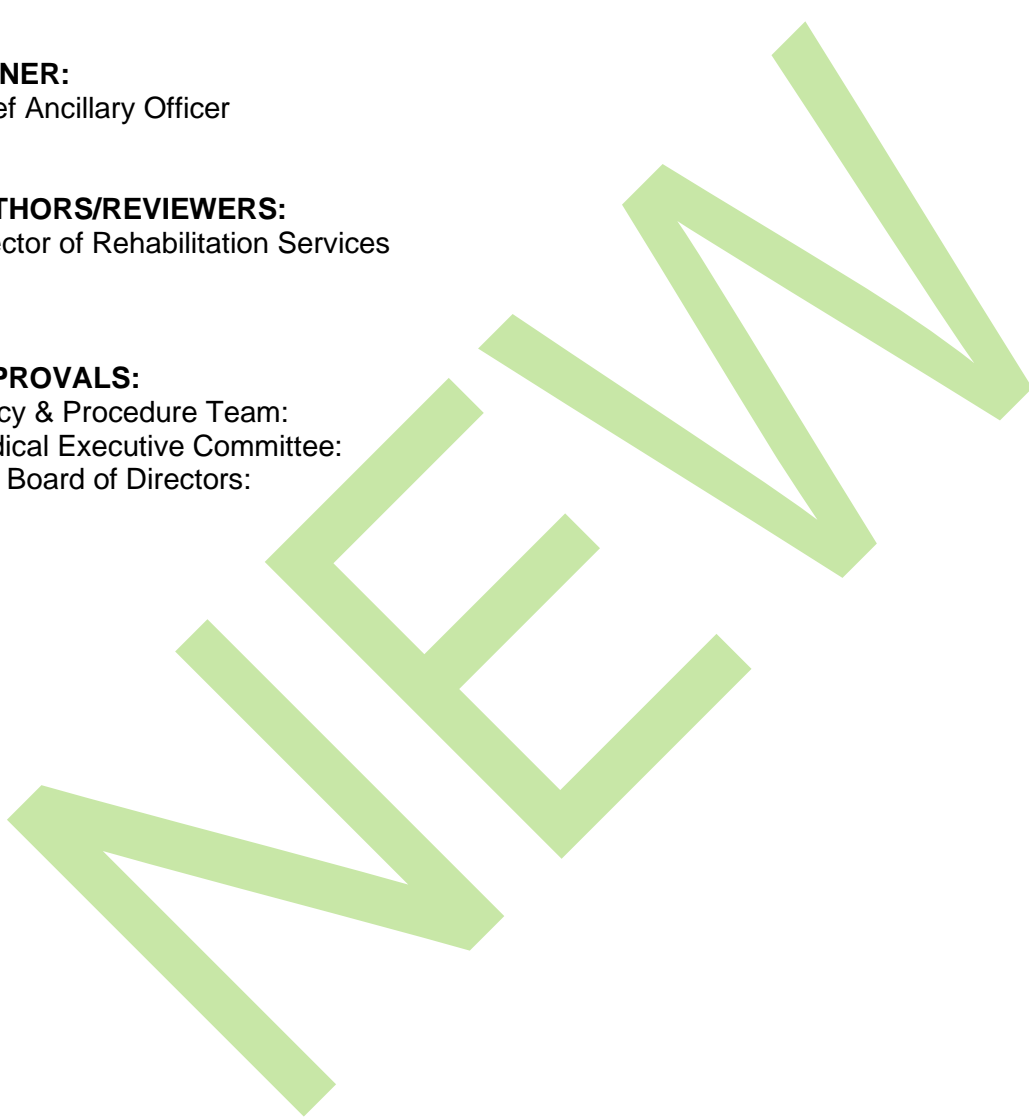 NER:
ef Ancillary Officer
THORS/REVIEWERS:
ector of Rehabilitation Services
PROVALS:
cy & Procedure Team:
dical Executive Committee:
Board of Directors:
NEW